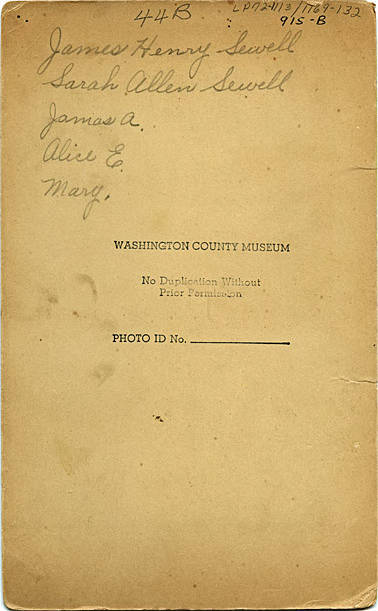 44B
LP72-113/1169-132
915-B
James Henry Sewell
Sarah Allen Sewell
James A.
Alice E.
Mary.
WASHINGTON COUNTY MUSEUM
No Duplication Without
Prior Permission
PHOTO ID No.